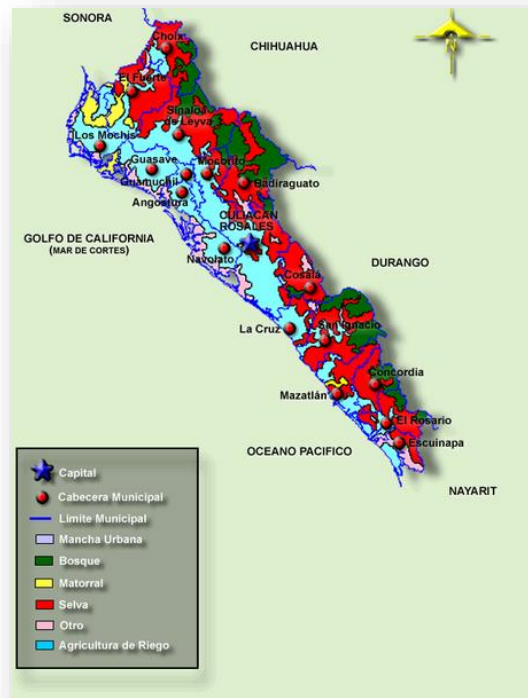 SONORA
CHIHUAHUA
Choix
El Fuerte
Sinaloa
de Leyva
Los Mochis
Guasave
Mocorito
Guamuchil
Badiraguato
Angostura
CULIACAN
ROSALES
GOLFO DE CALIFORNIA
(MAR DE CORTES)
Navolato
DURANGO
Cosalá
La Cruz
San Ignacio
Concordia
Mazatlán
El Rosario
Escuinapa
OCEANO PACIFICO
NAYARIT
Capital
Cabecera Municipal
Límite Municipal
Mancha Urbana
Bosque
Matorral
Selva
Otro
Agricultura de Riego